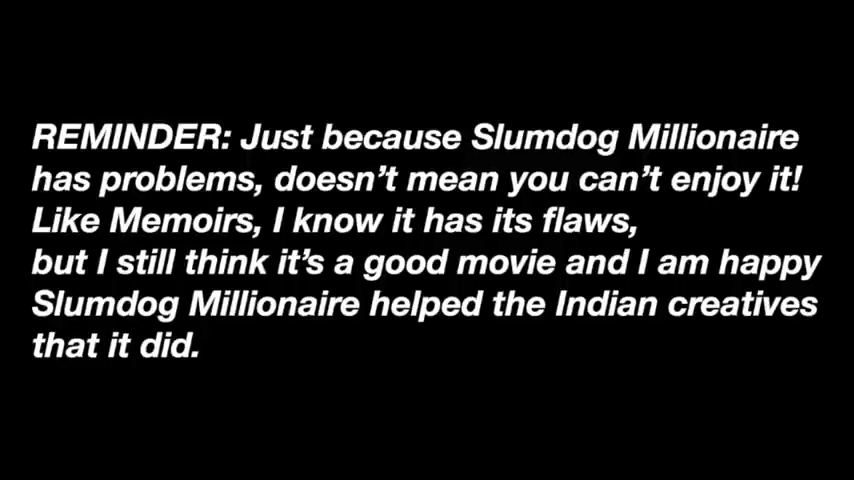 REMINDER: Just because Slumdog Millionaire
has problems, doesn’t mean you can’t enjoy it!
Like Memoirs, I know it has its flaws,
but I still think it’s a good movie and I am happy
Slumdog Millionaire helped the Indian creatives
that it did.